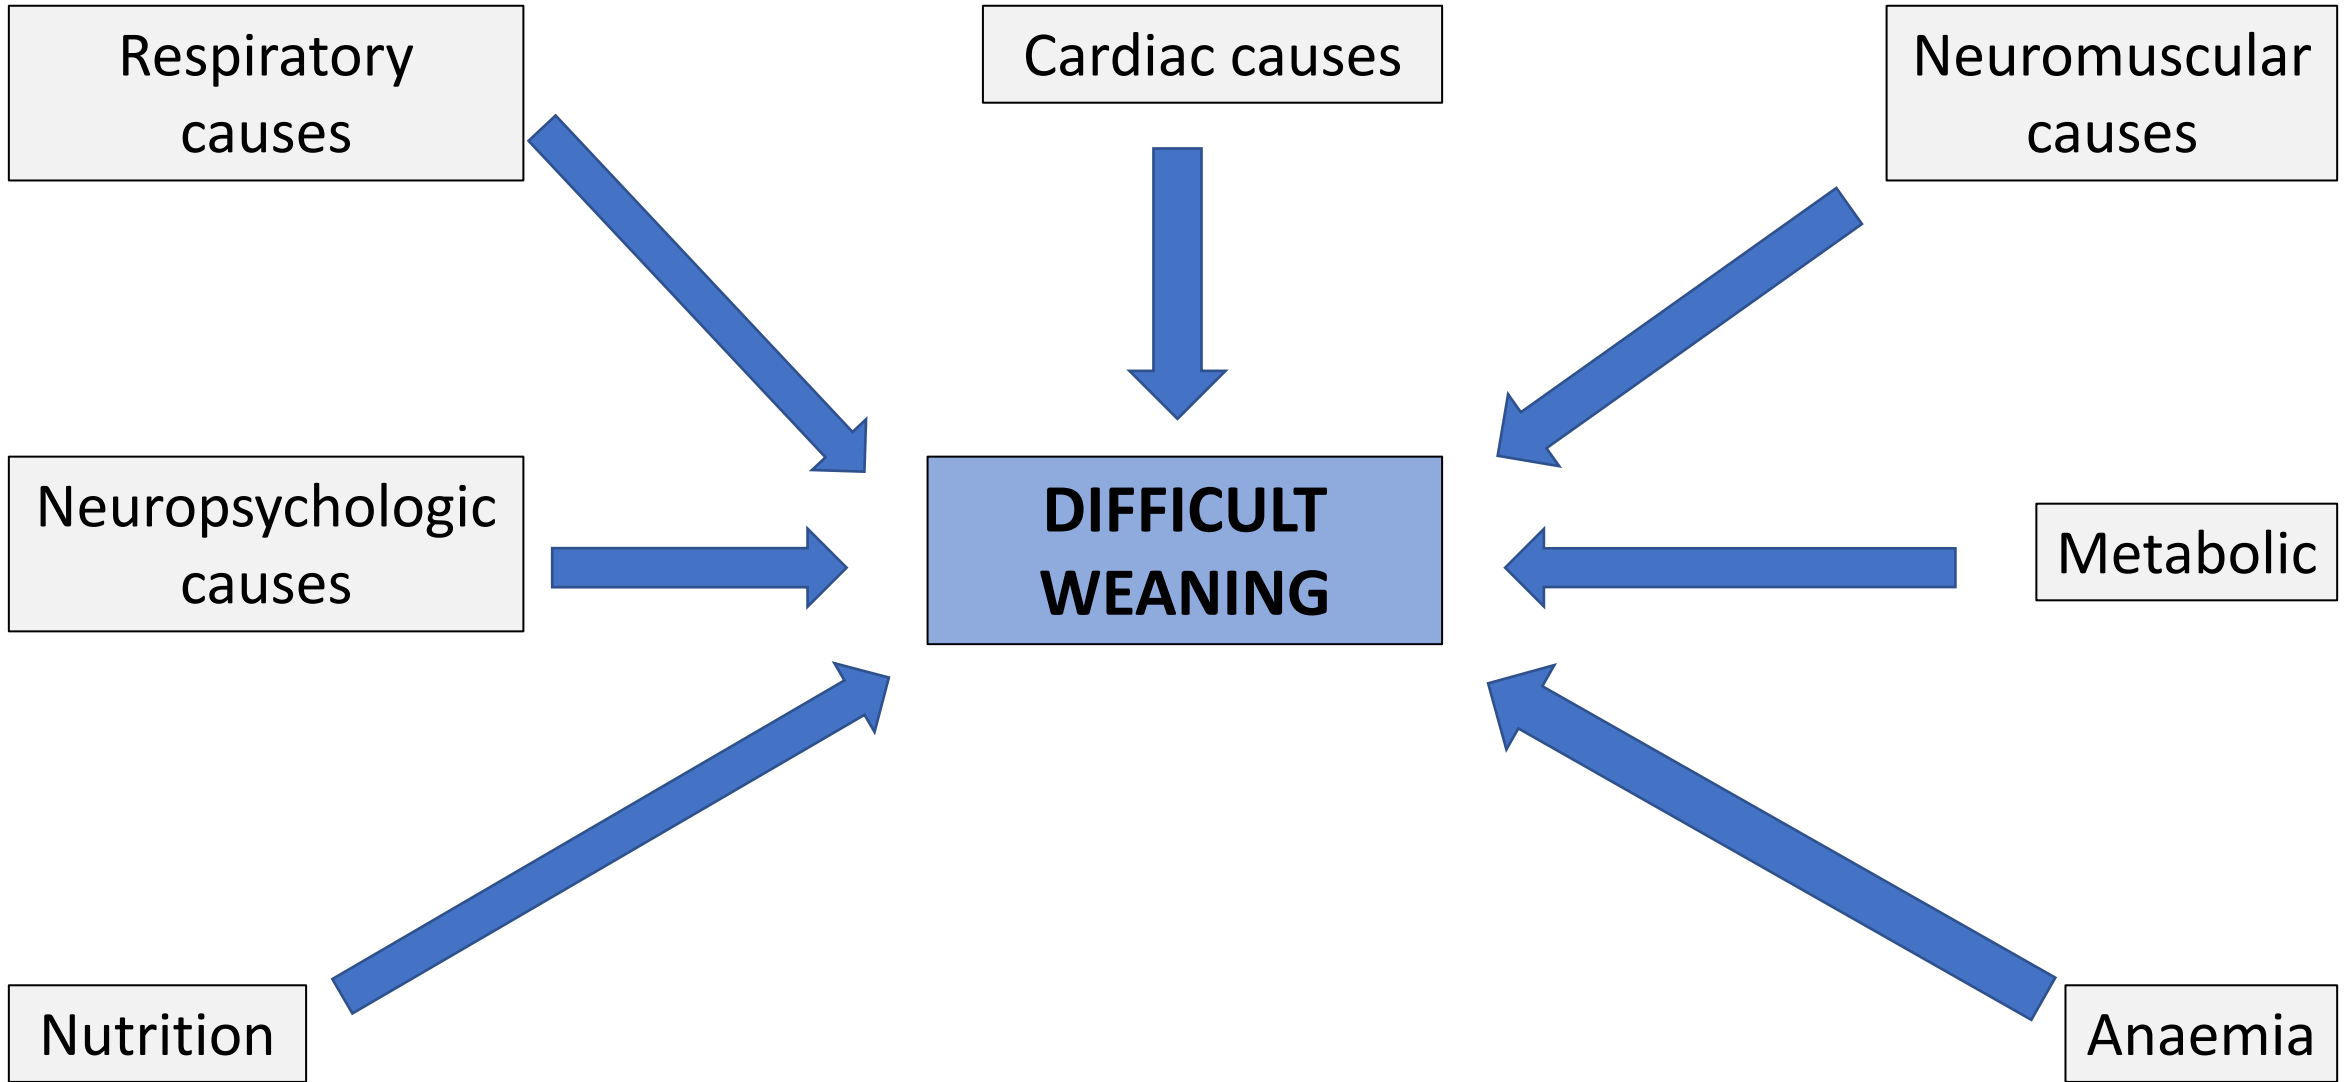 Respiratory
causes
Cardiac causes
Neuromuscular
causes
Neuropsychologic
causes
DIFFICULT
WEANING
Metabolic
Nutrition
Anaemia